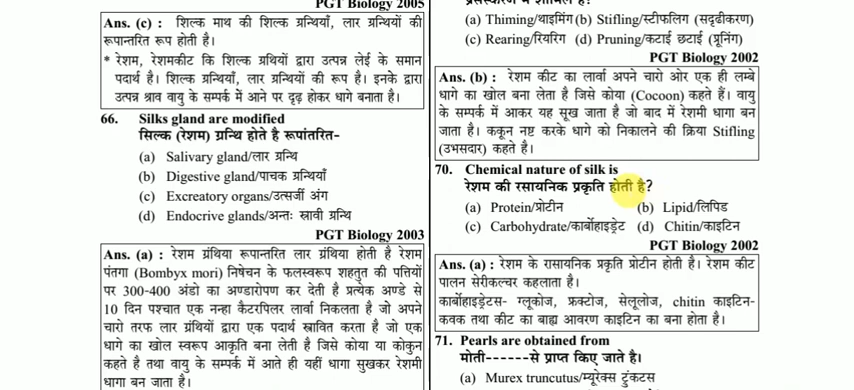 PGT Biology 2005
Ans. (c) : शिल्क माथ की शिल्क ग्रन्थियाँ, लार ग्रन्थियों की
रूपान्तरित रूप होती है।
* रेशम, रेशमकीट कि शिल्क ग्रथियों द्वारा उत्पन्न लेई के समान
पदार्थ है। शिल्क ग्रन्थियाँ, लार ग्रन्थियों की रूप है। इनके द्वारा
उत्पन्न श्राव वायु के सम्पर्क में आने पर दृढ़ होकर धागे बनाता है।
66. Silks gland are modified
सिल्क (रेशम) ग्रन्थि होते है रूपांतरित-
(a) Salivary gland/लार ग्रन्थि
(b) Digestive gland/पाचक ग्रन्थियाँ
(c) Excreatory organs/उत्सर्जी अंग
(d) Endocrive glands/अन्तः स्रावी ग्रन्थि
PGT Biology 2003
Ans. (a) : रेशम ग्रंथिया रूपान्तरित लार ग्रंथिया होती है रेशम
पंतगा (Bombyx mori) निषेचन के फलस्वरूप शहतुत की पत्तियों
पर 300-400 अंडो का अण्डारोपण कर देती है प्रत्येक अण्डे से
10 दिन पश्चात एक नन्हा कैटरपिलर लार्वा निकलता है जो अपने
चारो तरफ लार ग्रंथियों द्वारा एक पदार्थ स्रावित करता है जो एक
धागे का खोल स्वरूप आकृति बना लेती है जिसे कोया या कोकुन
कहते है तथा वायु के सम्पर्क में आते ही यहीं धागा सुखकर रेशमी
धागा बन जाता है।
(a) Thiming/थाइमिंग (b) Stifling/स्टीफलिग (सदृढीकरण)
(c) Rearing/रियरिग (d) Pruning/कटाई छटाई (प्रूनिंग)
PGT Biology 2002
Ans. (b) : रेशम कीट का लार्वा अपने चारो ओर एक ही लम्बे
धागे का खोल बना लेता है जिसे कोया (Cocoon) कहते हैं। वायु
के सम्पर्क में आकर यह सूख जाता है जो बाद में रेशमी धागा बन
जाता है। ककून नष्ट करके धागे को निकालने की क्रिया Stifling
(उभसदार) कहते है।
70. Chemical nature of silk is
रेशम की रसायनिक प्रकृति होती है?
(a) Protein/प्रोटीन (b) Lipid/लिपिड
(c) Carbohydrate/कार्बोहाइड्रेट (d) Chitin/काइटिन
PGT Biology 2002
Ans. (a) : रेशम के रासायनिक प्रकृति प्रोटीन होती है। रेशम कीट
पालन सेरीकल्चर कहलाता है।
कार्बोहाइड्रेटस- ग्लूकोज, फ्रक्टोज, सेलूलोज, chitin काइटिन-
कवक तथा कीट का बाह्य आवरण काइटिन का बना होता है।
71. Pearls are obtained from
मोती------से प्राप्त किए जाते है।
(a) Murex truncutus/म्यूरेक्स ट्रुंकटस